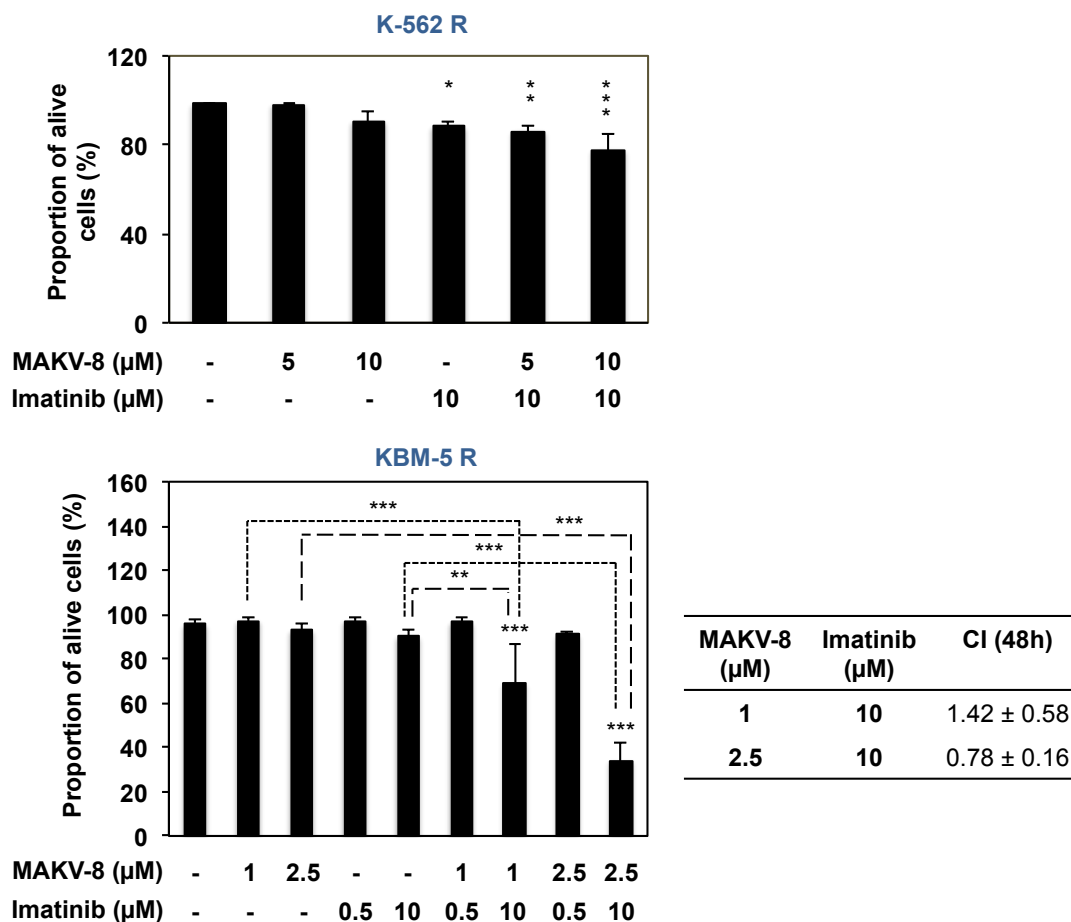 K-562 R
Proportion of alive
cells (%)
120
80
40
0
*
**
***
MAKV-8 (µM) - 5 10 - 5 10
Imatinib (µM) - - - 10 10 10
KBM-5 R
Proportion of alive cells (%)
160
140
120
100
80
60
40
20
0
***
***
***
**
***
***
MAKV-8 (µM) - 1 2.5 - - 1 1 2.5 2.5
Imatinib (µM) - - - 0.5 10 0.5 10 0.5 10
MAKV-8 (µM) Imatinib (µM) CI (48h)
1 10 1.42 ± 0.58
2.5 10 0.78 ± 0.16